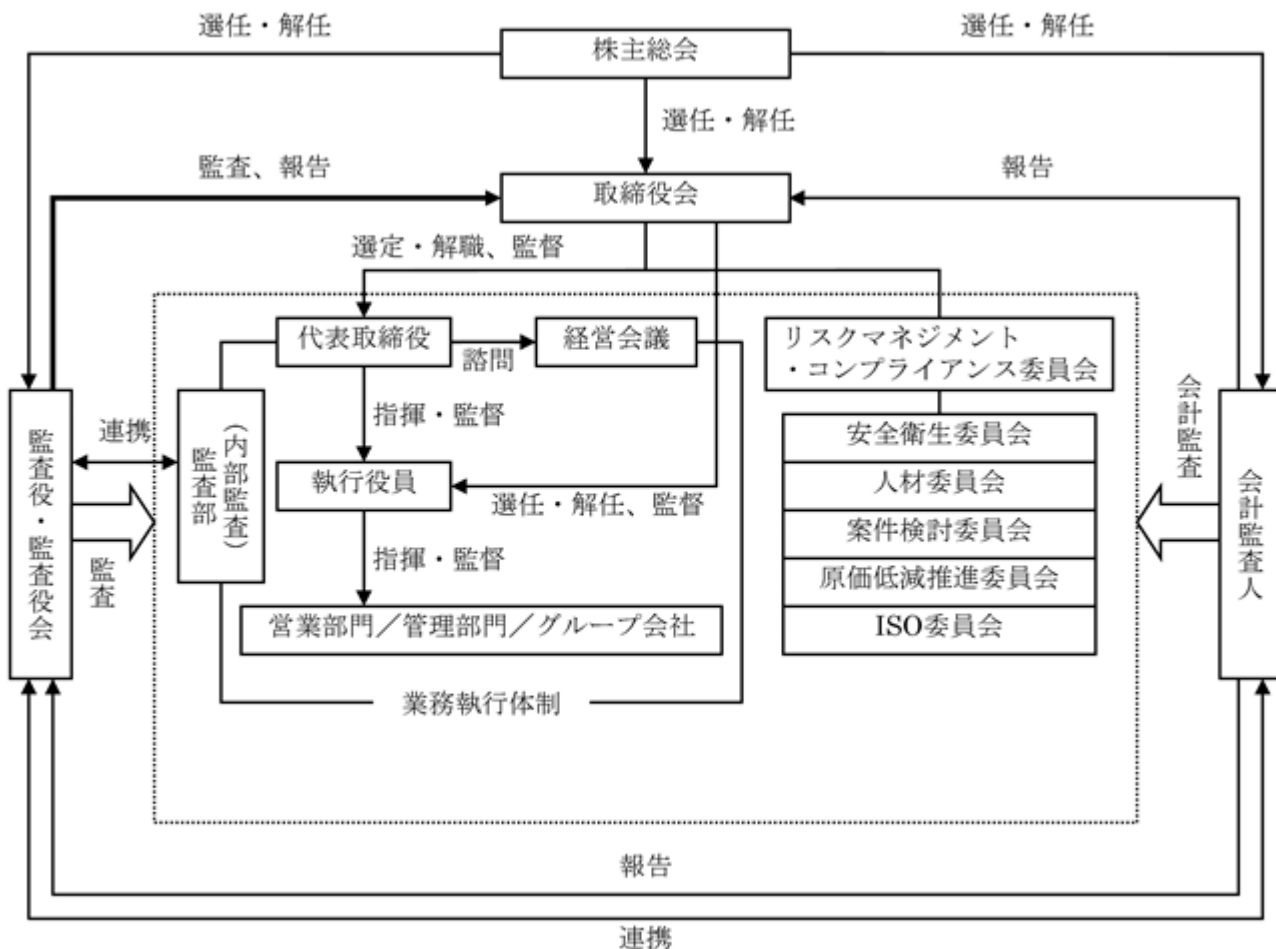 選任・解任
株主総会
選任・解任
選任・解任
監査、報告
取締役会
報告
選定・解職、監督
代表取締役
諮問
経営会議
リスクマネジメント
・コンプライアンス委員会
指揮・監督
連携
監査部
(内部監査)
監査役・監査役会
監査
執行役員
選任・解任、監督
指揮・監督
営業部門／管理部門／グループ会社
業務執行体制
安全衛生委員会
人材委員会
案件検討委員会
原価低減推進委員会
ISO委員会
会計監査
会計監査人
報告
連携